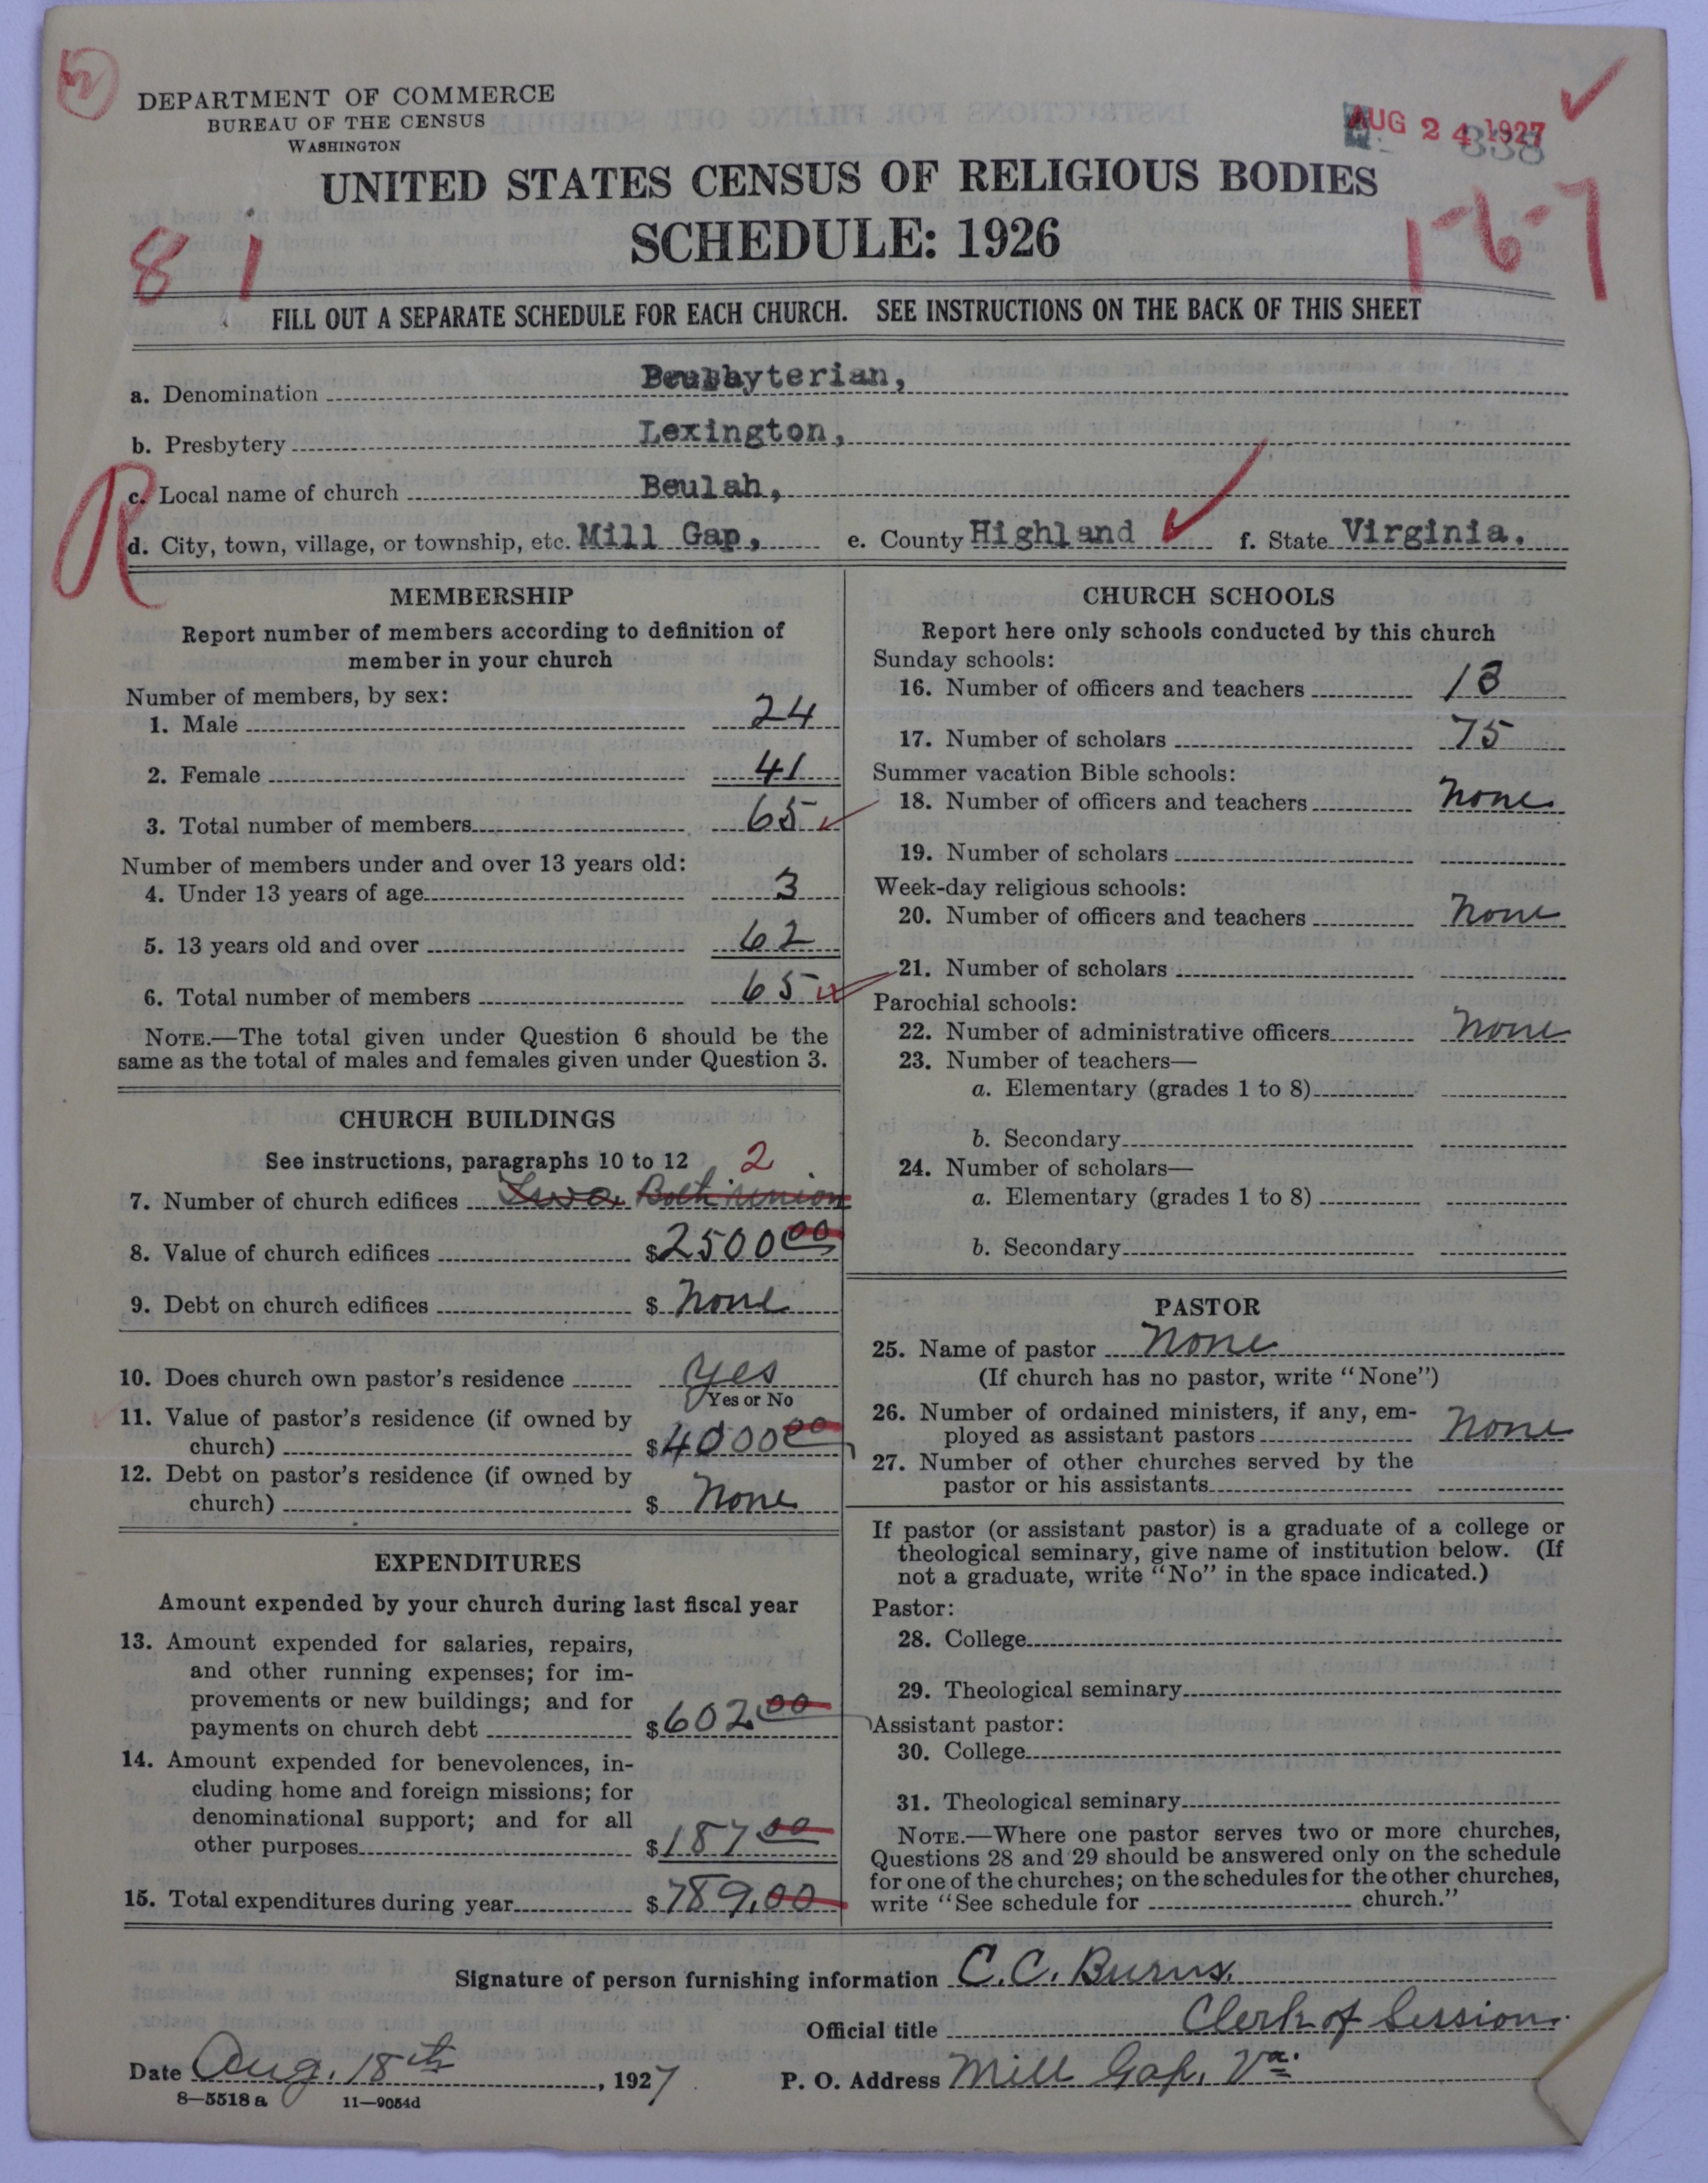 DEPARTMENT OF COMMERCE
BUREAU OF THE CENSUS
WASHINGTON
AUG 24 1927
838
UNITED STATES CENSUS OF RELIGIOUS BODIES
SCHEDULE: 1926
8 1
1-6-7
FILL OUT A SEPARATE SCHEDULE FOR EACH CHURCH. SEE INSTRUCTIONS ON THE BACK OF THIS SHEET
a. Denomination Presbyterian,
b. Presbytery Lexington,
R
c. Local name of church Beulah,
d. City, town, village, or township, etc. Mill Gap, e. County Highland f. State Virginia.
MEMBERSHIP
Report number of members according to definition of
member in your church
Number of members, by sex:
1. Male 24
2. Female 41
3. Total number of members 65
Number of members under and over 13 years old:
4. Under 13 years of age 3
5. 13 years old and over 62
6. Total number of members 65
NOTE.—The total given under Question 6 should be the
same as the total of males and females given under Question 3.
CHURCH BUILDINGS
See instructions, paragraphs 10 to 12 2
7. Number of church edifices Two. Both union
8. Value of church edifices $2500 00
9. Debt on church edifices $ None
10. Does church own pastor's residence yes
Yes or No
11. Value of pastor's residence (if owned by
church) $4000 00
12. Debt on pastor's residence (if owned by
church) $ None
EXPENDITURES
Amount expended by your church during last fiscal year
13. Amount expended for salaries, repairs,
and other running expenses; for im-
provements or new buildings; and for
payments on church debt $602.00
14. Amount expended for benevolences, in-
cluding home and foreign missions; for
denominational support; and for all
other purposes $187 00
15. Total expenditures during year $789.00
CHURCH SCHOOLS
Report here only schools conducted by this church
Sunday schools:
16. Number of officers and teachers 13
17. Number of scholars 75
Summer vacation Bible schools:
18. Number of officers and teachers None
19. Number of scholars
Week-day religious schools:
20. Number of officers and teachers None
21. Number of scholars
Parochial schools:
22. Number of administrative officers None
23. Number of teachers—
a. Elementary (grades 1 to 8)
b. Secondary
24. Number of scholars—
a. Elementary (grades 1 to 8)
b. Secondary
PASTOR
25. Name of pastor None
(If church has no pastor, write "None")
26. Number of ordained ministers, if any, em-
ployed as assistant pastors None
27. Number of other churches served by the
pastor or his assistants
If pastor (or assistant pastor) is a graduate of a college or
theological seminary, give name of institution below. (If
not a graduate, write "No" in the space indicated.)
Pastor:
28. College
29. Theological seminary
Assistant pastor:
30. College
31. Theological seminary
NOTE.—Where one pastor serves two or more churches,
Questions 28 and 29 should be answered only on the schedule
for one of the churches; on the schedules for the other churches,
write "See schedule for church."
Signature of person furnishing information C.C. Burns.
Official title Clerk of Session.
Date Aug. 18th, 1927 P. O. Address Mill Gap, Va.
8—5518 a 11—9054d